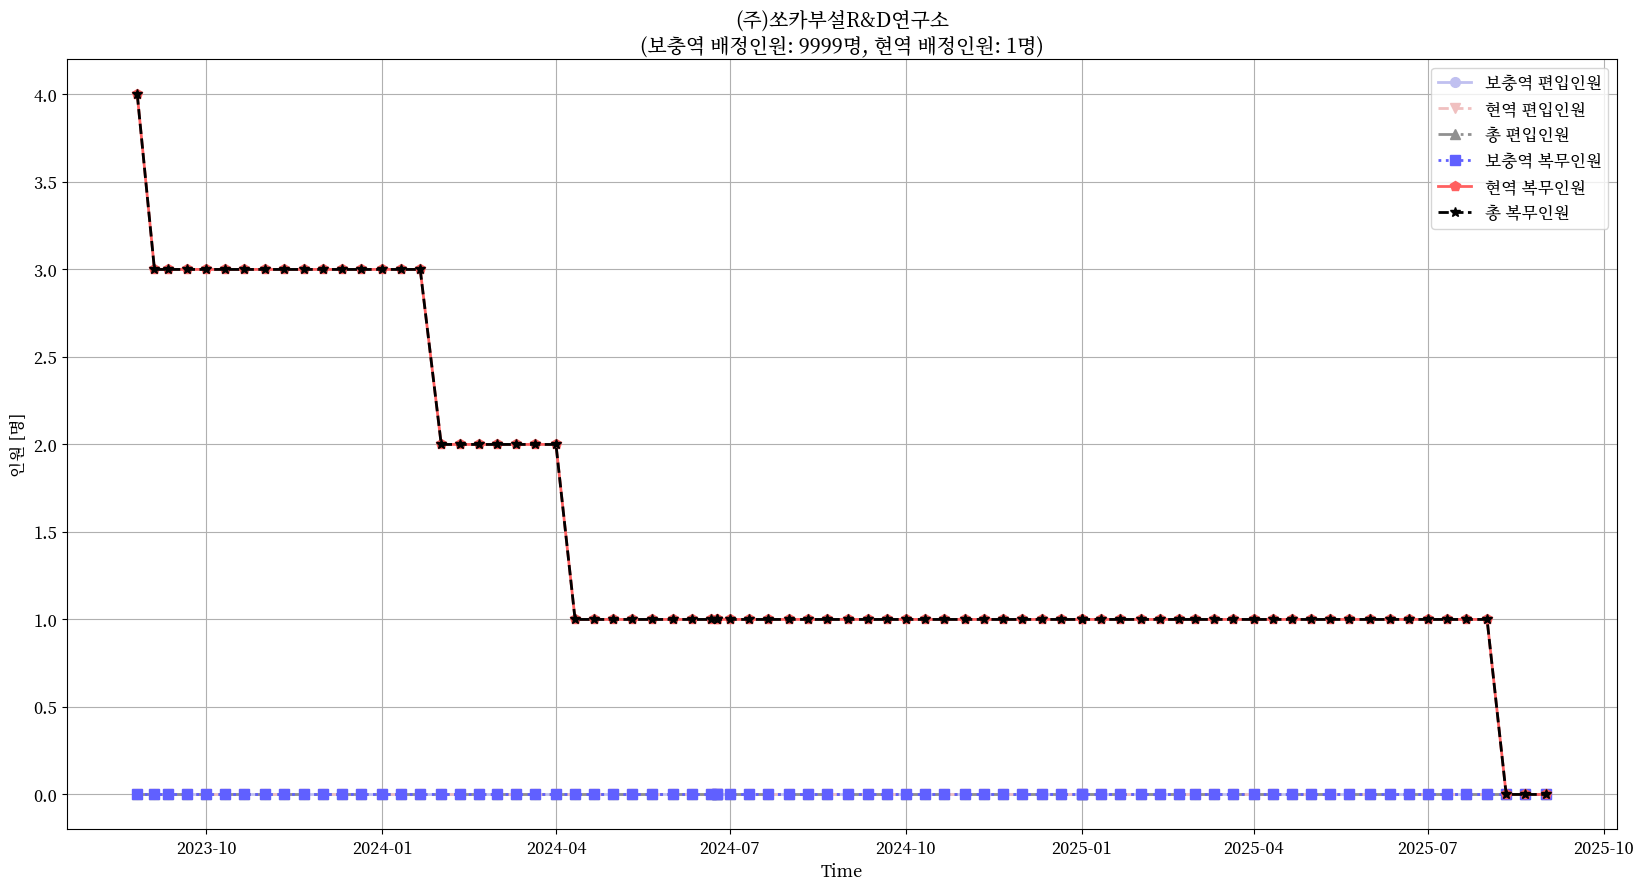 (주)쏘카부설R&D연구소
(보충역 배정인원: 9999명, 현역 배정인원: 1명)
보충역 편입인원
현역 편입인원
총 편입인원
보충역 복무인원
현역 복무인원
총 복무인원
인원 [명]
4.0
3.5
3.0
2.5
2.0
1.5
1.0
0.5
0.0
2023-10
2024-01
2024-04
2024-07
2024-10
2025-01
2025-04
2025-07
2025-10
Time